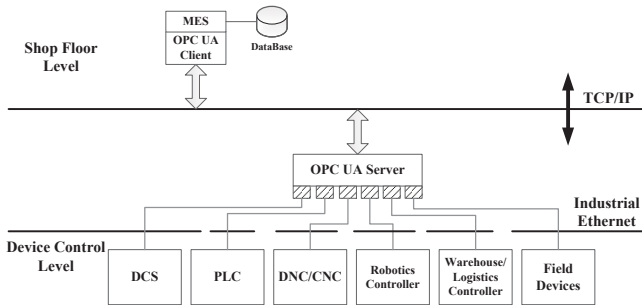 Shop Floor
Level
MES
OPC UA
Client
DataBase
TCP/IP
OPC UA Server
Industrial
Ethernet
Device Control
Level
DCS
PLC
DNC/CNC
Robotics
Controller
Warehouse/
Logistics
Controller
Field
Devices